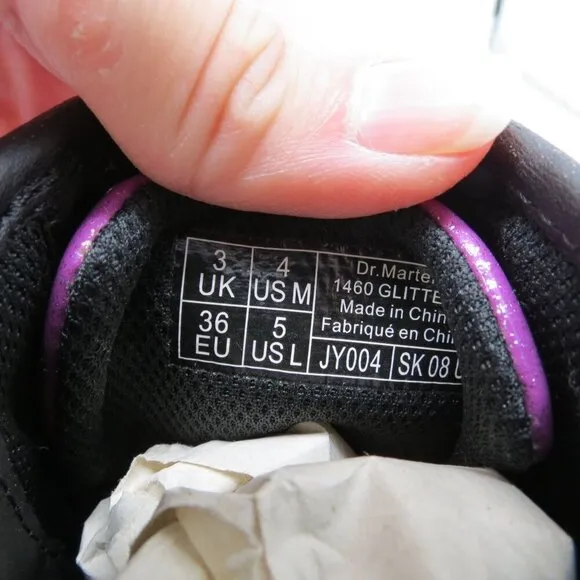 3 UK
4 US M
36 EU
5 US L
Dr.Marte
1460 GLITTE
Made in Chin
Fabriqué en Chi
JY004
SK 08